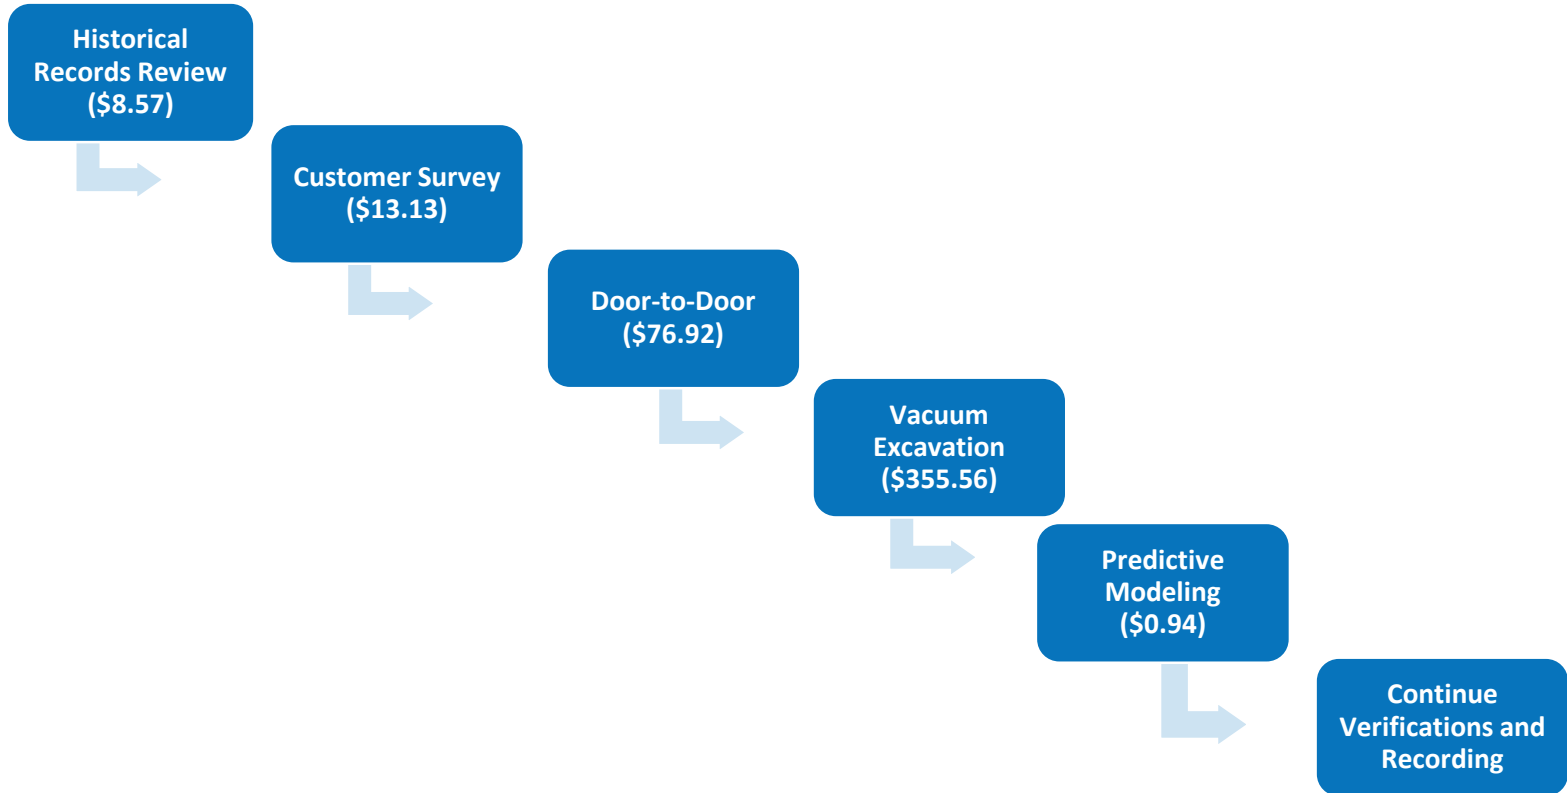 Historical
Records Review
($8.57)
Customer Survey
($13.13)
Door-to-Door
($76.92)
Vacuum
Excavation
($355.56)
Predictive
Modeling
($0.94)
Continue
Verifications and
Recording